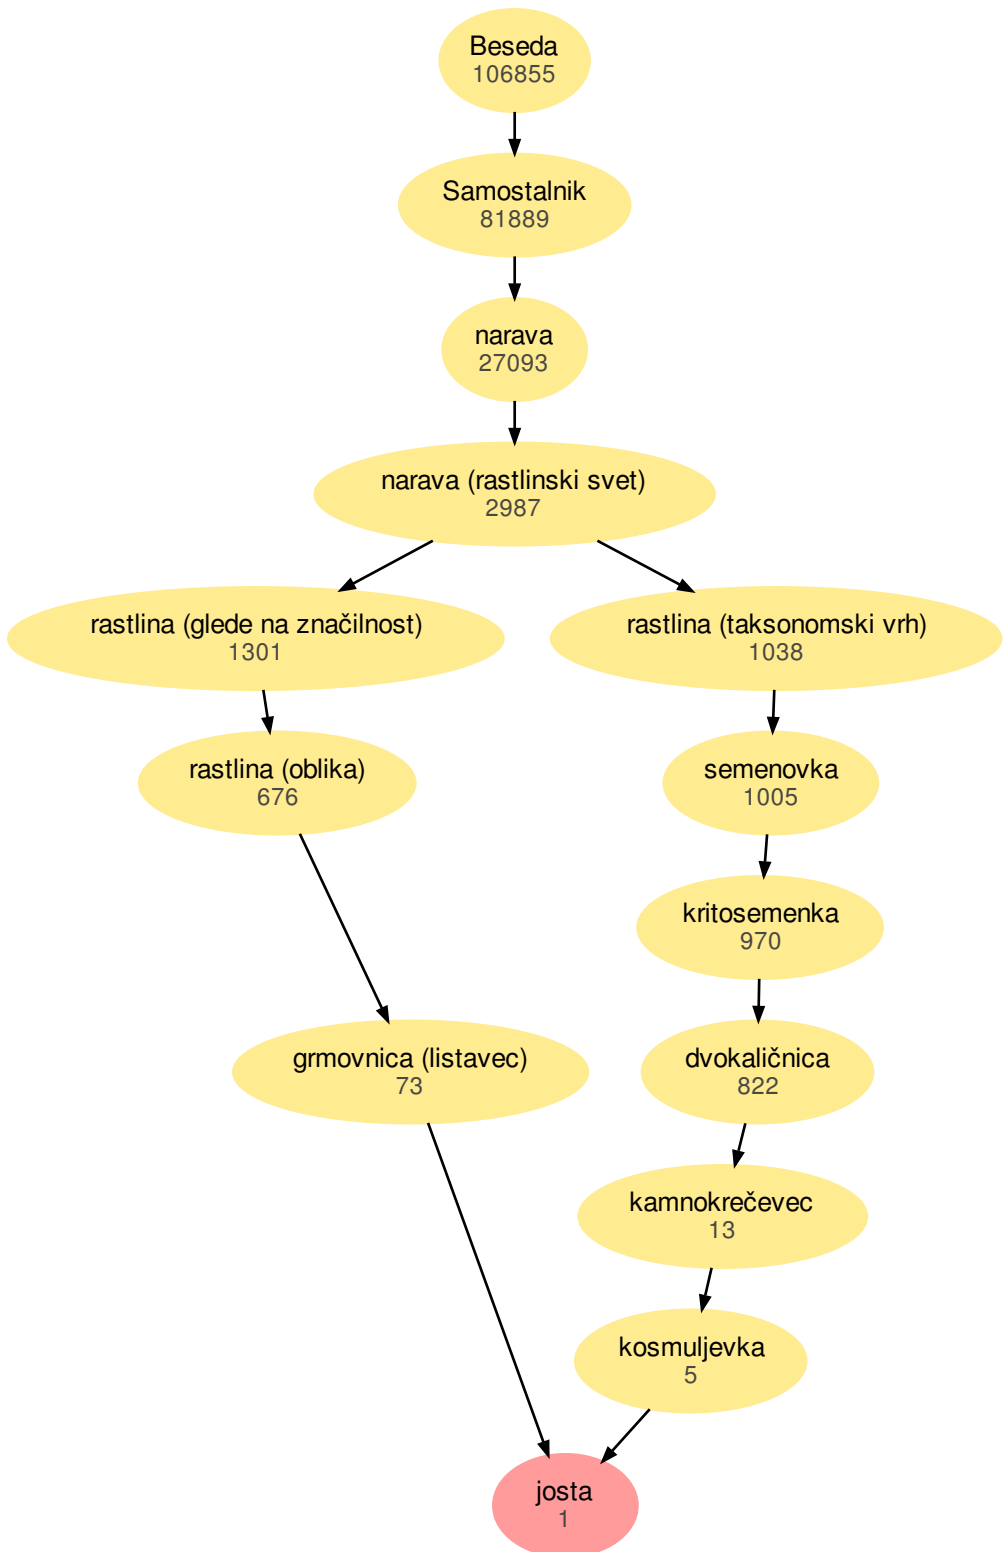 Beseda
106855
Samostalnik
81889
narava
27093
narava (rastlinski svet)
2987
rastlina (glede na značilnost)
1301
rastlina (taksonomski vrh)
1038
rastlina (oblika)
676
semenovka
1005
kritosemenka
970
grmovnica (listavec)
73
dvokaličnica
822
kamnokrečevec
13
kosmuljevka
5
josta
1